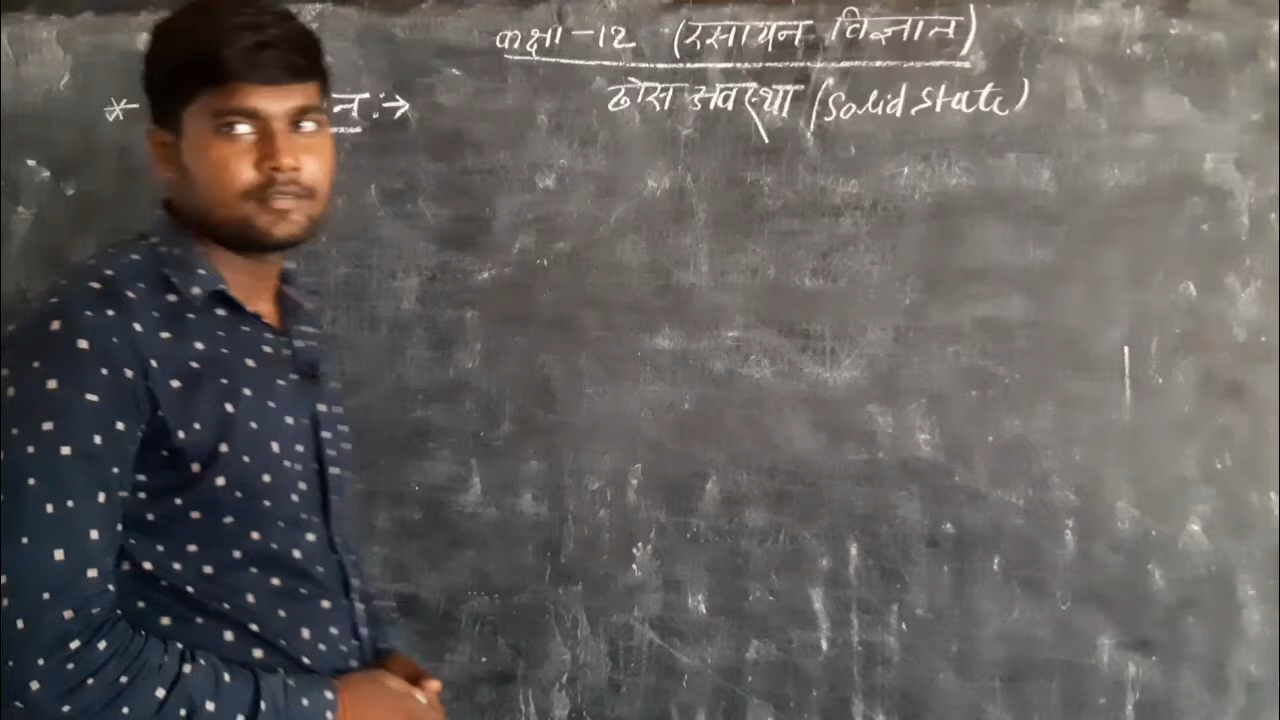 कक्षा-12 (रसायन विज्ञान)
ठोस अवस्था (Solid State)